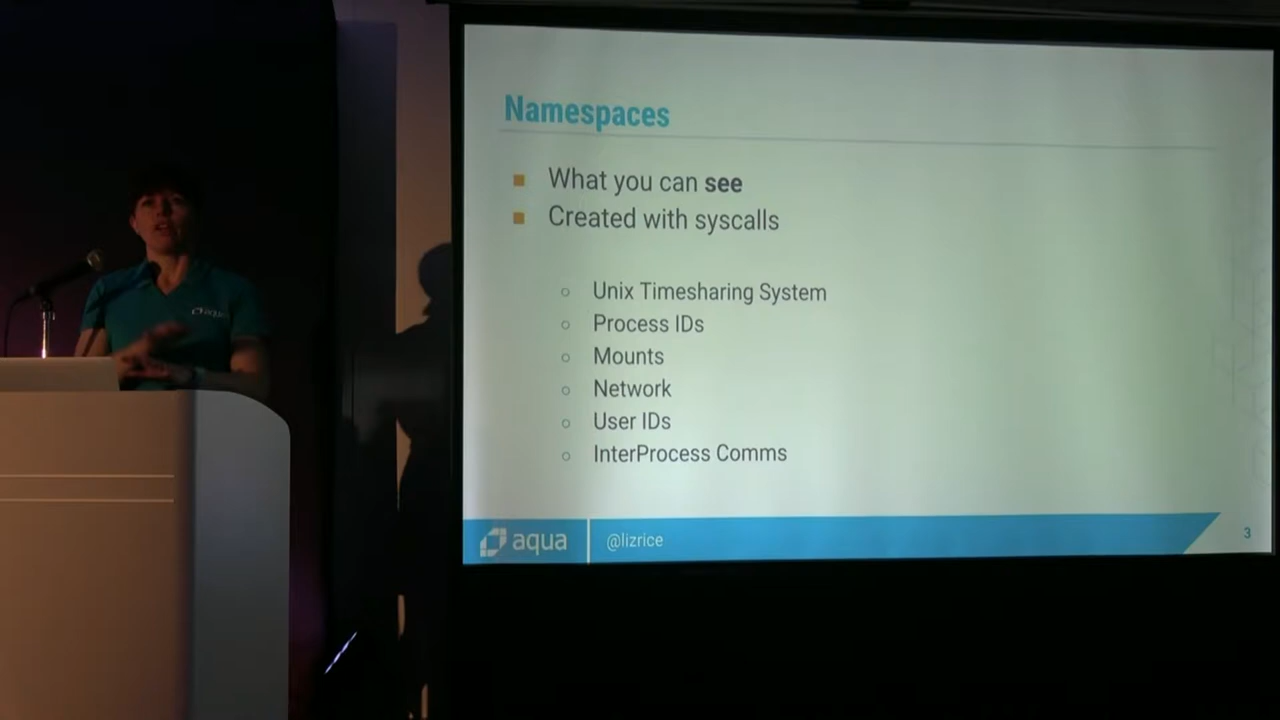 Namespaces
What you can see
Created with syscalls
Unix Timesharing System
Process IDs
Mounts
Network
User IDs
InterProcess Comms
aqua @lizrice
3
aqua